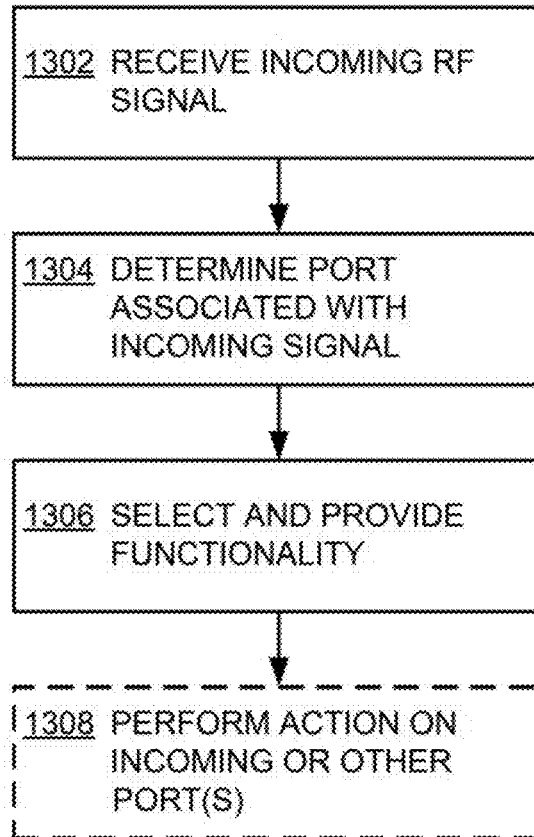 1302 RECEIVE INCOMING RF
SIGNAL
1304 DETERMINE PORT
ASSOCIATED WITH
INCOMING SIGNAL
1306 SELECT AND PROVIDE
FUNCTIONALITY
1308 PERFORM ACTION ON
INCOMING OR OTHER
PORT(S)